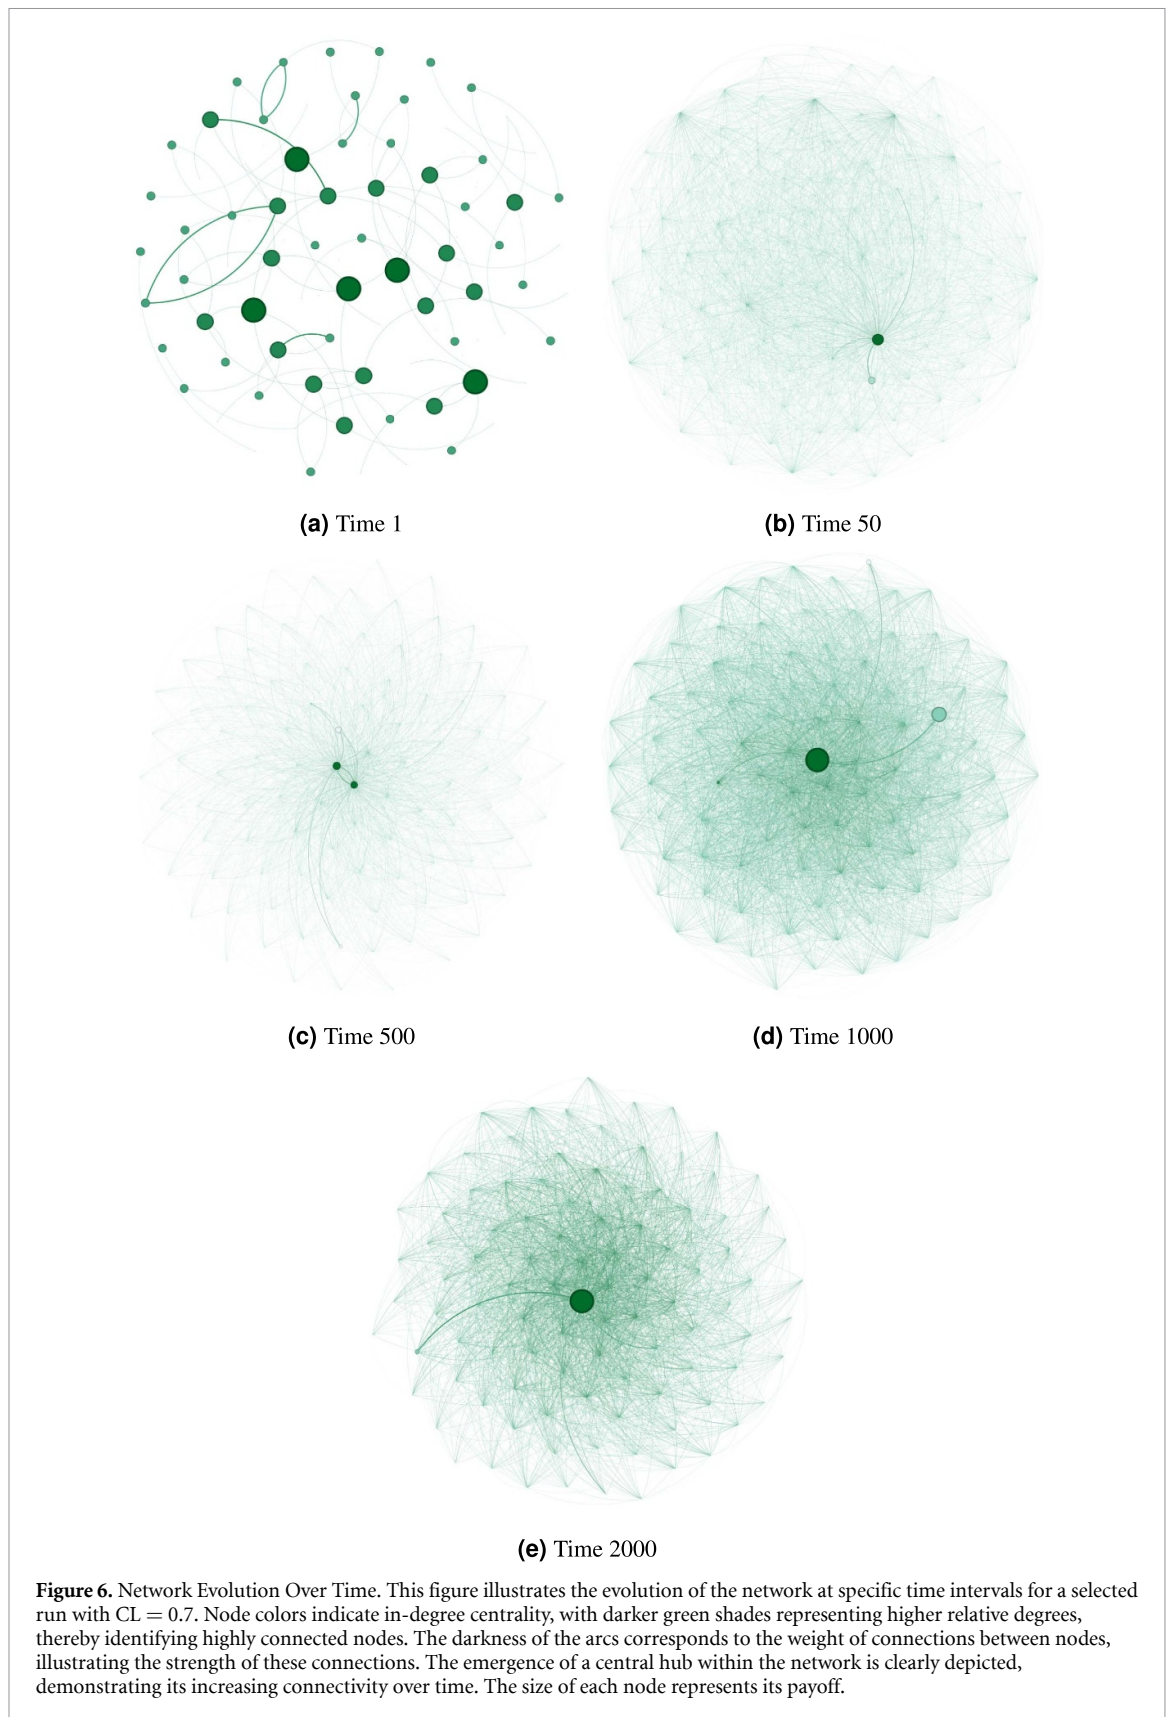 (a) Time 1
(b) Time 50
(c) Time 500
(d) Time 1000
(e) Time 2000
Figure 6. Network Evolution Over Time. This figure illustrates the evolution of the network at specific time intervals for a selected
run with CL = 0.7. Node colors indicate in-degree centrality, with darker green shades representing higher relative degrees,
thereby identifying highly connected nodes. The darkness of the arcs corresponds to the weight of connections between nodes,
illustrating the strength of these connections. The emergence of a central hub within the network is clearly depicted,
demonstrating its increasing connectivity over time. The size of each node represents its payoff.